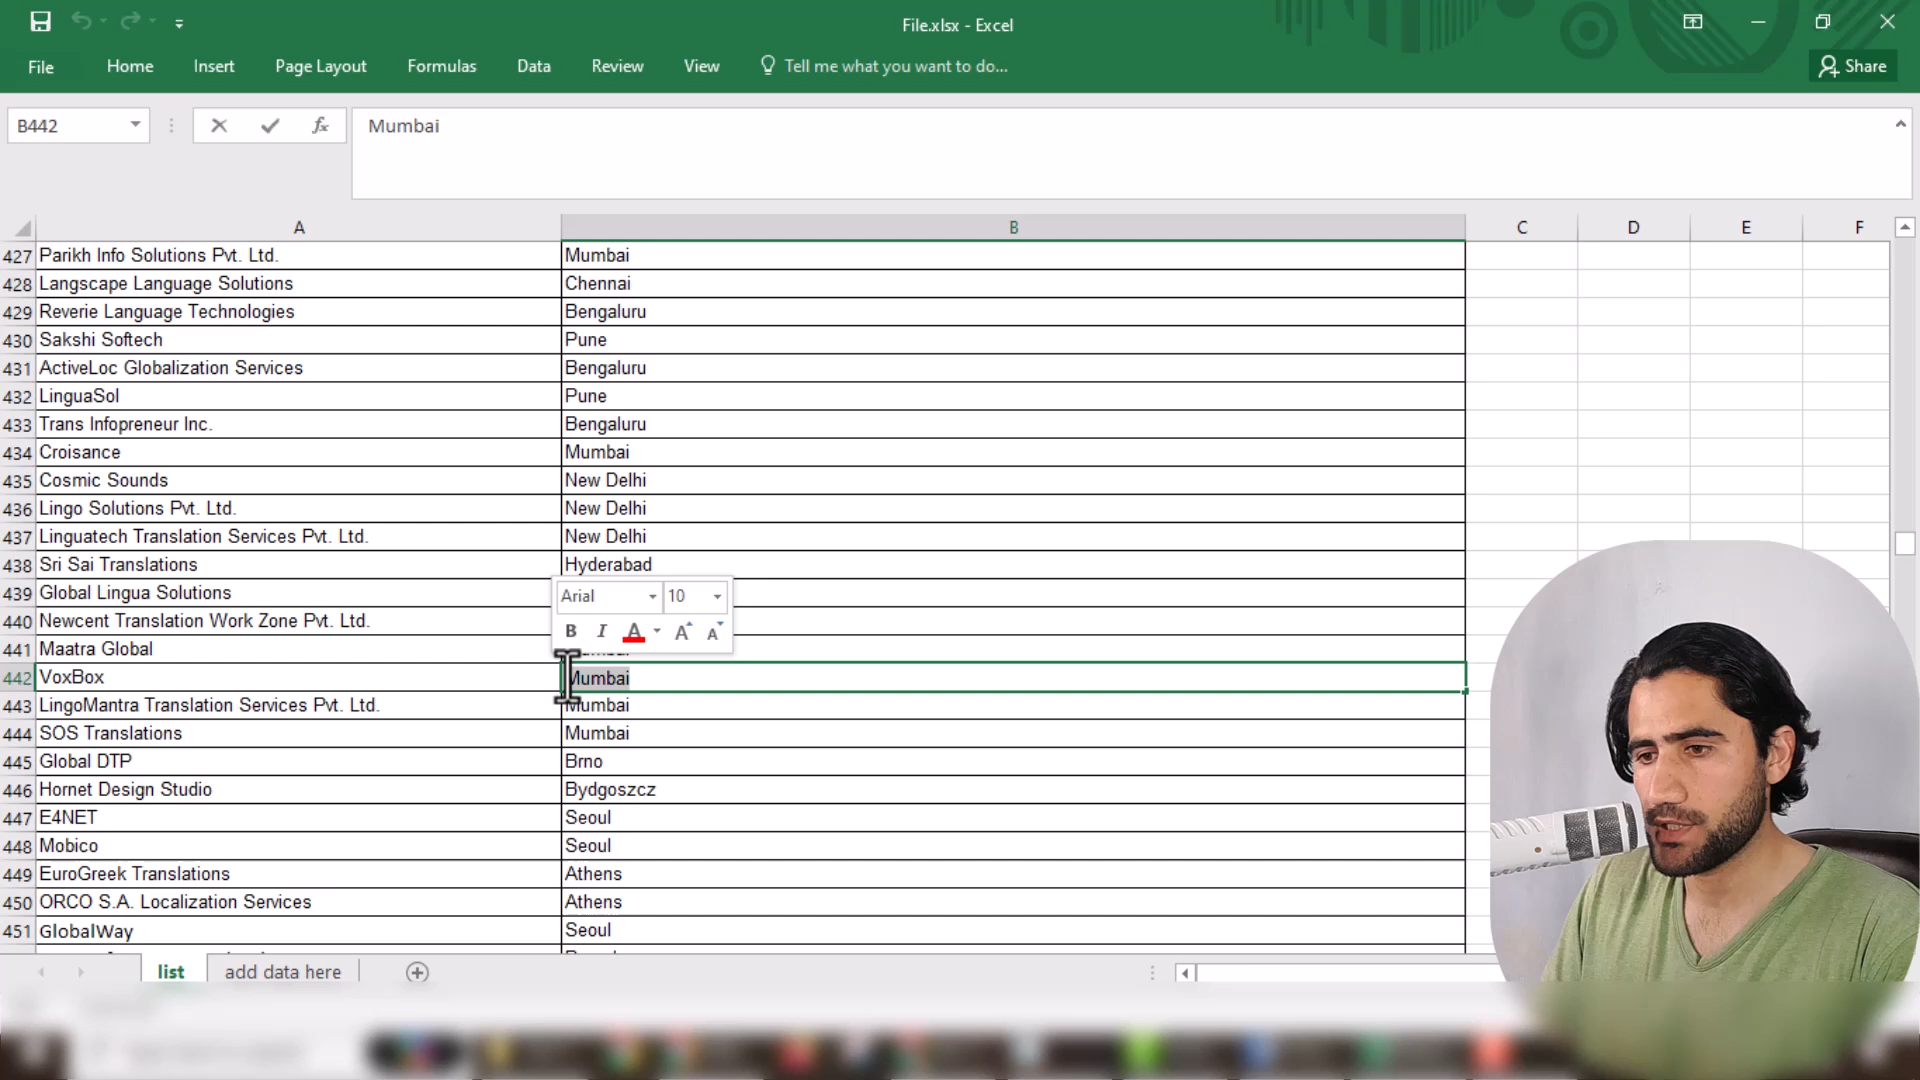 File.xlsx - Excel
File Home Insert Page Layout Formulas Data Review View Tell me what you want to do... Share
B442 fx Mumbai
A B C D E F
427 Parikh Info Solutions Pvt. Ltd. Mumbai
428 Langscape Language Solutions Chennai
429 Reverie Language Technologies Bengaluru
430 Sakshi Softech Pune
431 ActiveLoc Globalization Services Bengaluru
432 LinguaSol Pune
433 Trans Infopreneur Inc. Bengaluru
434 Croisance Mumbai
435 Cosmic Sounds New Delhi
436 Lingo Solutions Pvt. Ltd. New Delhi
437 Linguatech Translation Services Pvt. Ltd. New Delhi
438 Sri Sai Translations Hyderabad
439 Global Lingua Solutions
Arial 10
440 Newcent Translation Work Zone Pvt. Ltd.
B I A A A
441 Maatra Global
442 VoxBox Mumbai
443 LingoMantra Translation Services Pvt. Ltd. Mumbai
444 SOS Translations Mumbai
445 Global DTP Brno
446 Hornet Design Studio Bydgoszcz
447 E4NET Seoul
448 Mobico Seoul
449 EuroGreek Translations Athens
450 ORCO S.A. Localization Services Athens
451 GlobalWay Seoul
list add data here